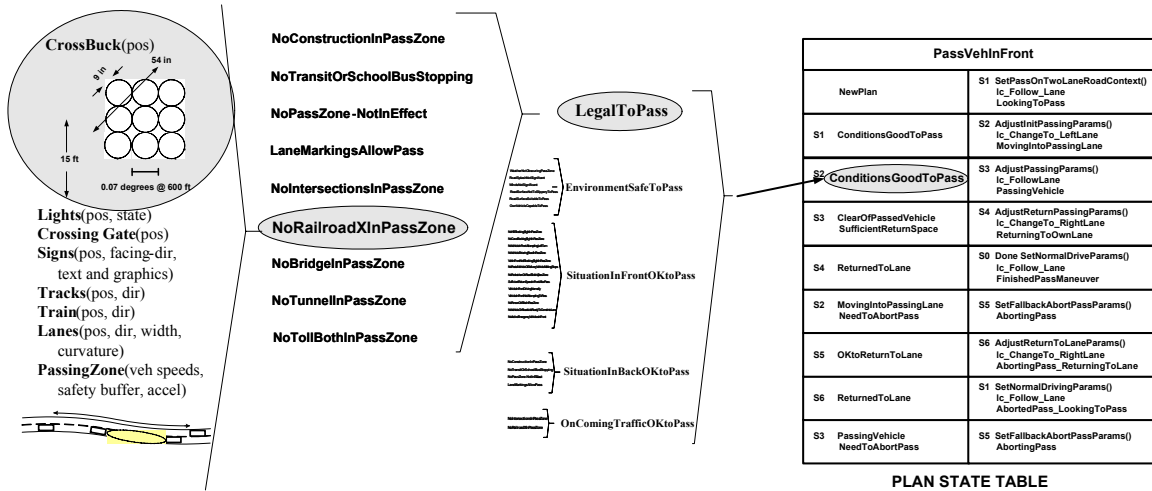 CrossBuck(pos)
9 in
54 in
15 ft
0.07 degrees @ 600 ft
Lights(pos, state)
Crossing Gate(pos)
Signs(pos, facing-dir,
text and graphics)
Tracks(pos, dir)
Train(pos, dir)
Lanes(pos, dir, width,
curvature)
PassingZone(veh speeds,
safety buffer, accel)
NoConstructionInPassZone
NoTransitOrSchoolBusStopping
NoPassZone-NotInEffect
LaneMarkingsAllowPass
NoIntersectionsInPassZone
NoRailroadXInPassZone
NoBridgeInPassZone
NoTunnelInPassZone
NoTollBothInPassZone
LegalToPass
EnvironmentSafeToPass
SituationInFrontOKtoPass
SituationInBackOKtoPass
OnComingTrafficOKtoPass
PassVehInFront
NewPlan
S1 SetPassOnTwoLaneRoadContext()
lc_Follow_Lane
LookingToPass
S1 ConditionsGoodToPass
S2 AdjustInitPassingParams()
lc_ChangeTo_LeftLane
MovingIntoPassingLane
S2 ConditionsGoodToPass
S3 AdjustPassingParams()
lc_FollowLane
PassingVehicle
S3 ClearOfPassedVehicle
SufficientReturnSpace
S4 AdjustReturnPassingParams()
lc_ChangeTo_RightLane
ReturningToOwnLane
S4 ReturnedToLane
S0 Done SetNormalDriveParams()
lc_Follow_Lane
FinishedPassManeuver
S2 MovingIntoPassingLane
NeedToAbortPass
S5 SetFallbackAbortPassParams()
AbortingPass
S5 OKtoReturnToLane
S6 AdjustReturnToLaneParams()
lc_ChangeTo_RightLane
AbortingPass_ReturningToLane
S6 ReturnedToLane
S1 SetNormalDrivingParams()
lc_Follow_Lane
AbortedPass_LookingToPass
S3 PassingVehicle
NeedToAbortPass
S5 SetFallbackAbortPassParams()
AbortingPass
PLAN STATE TABLE